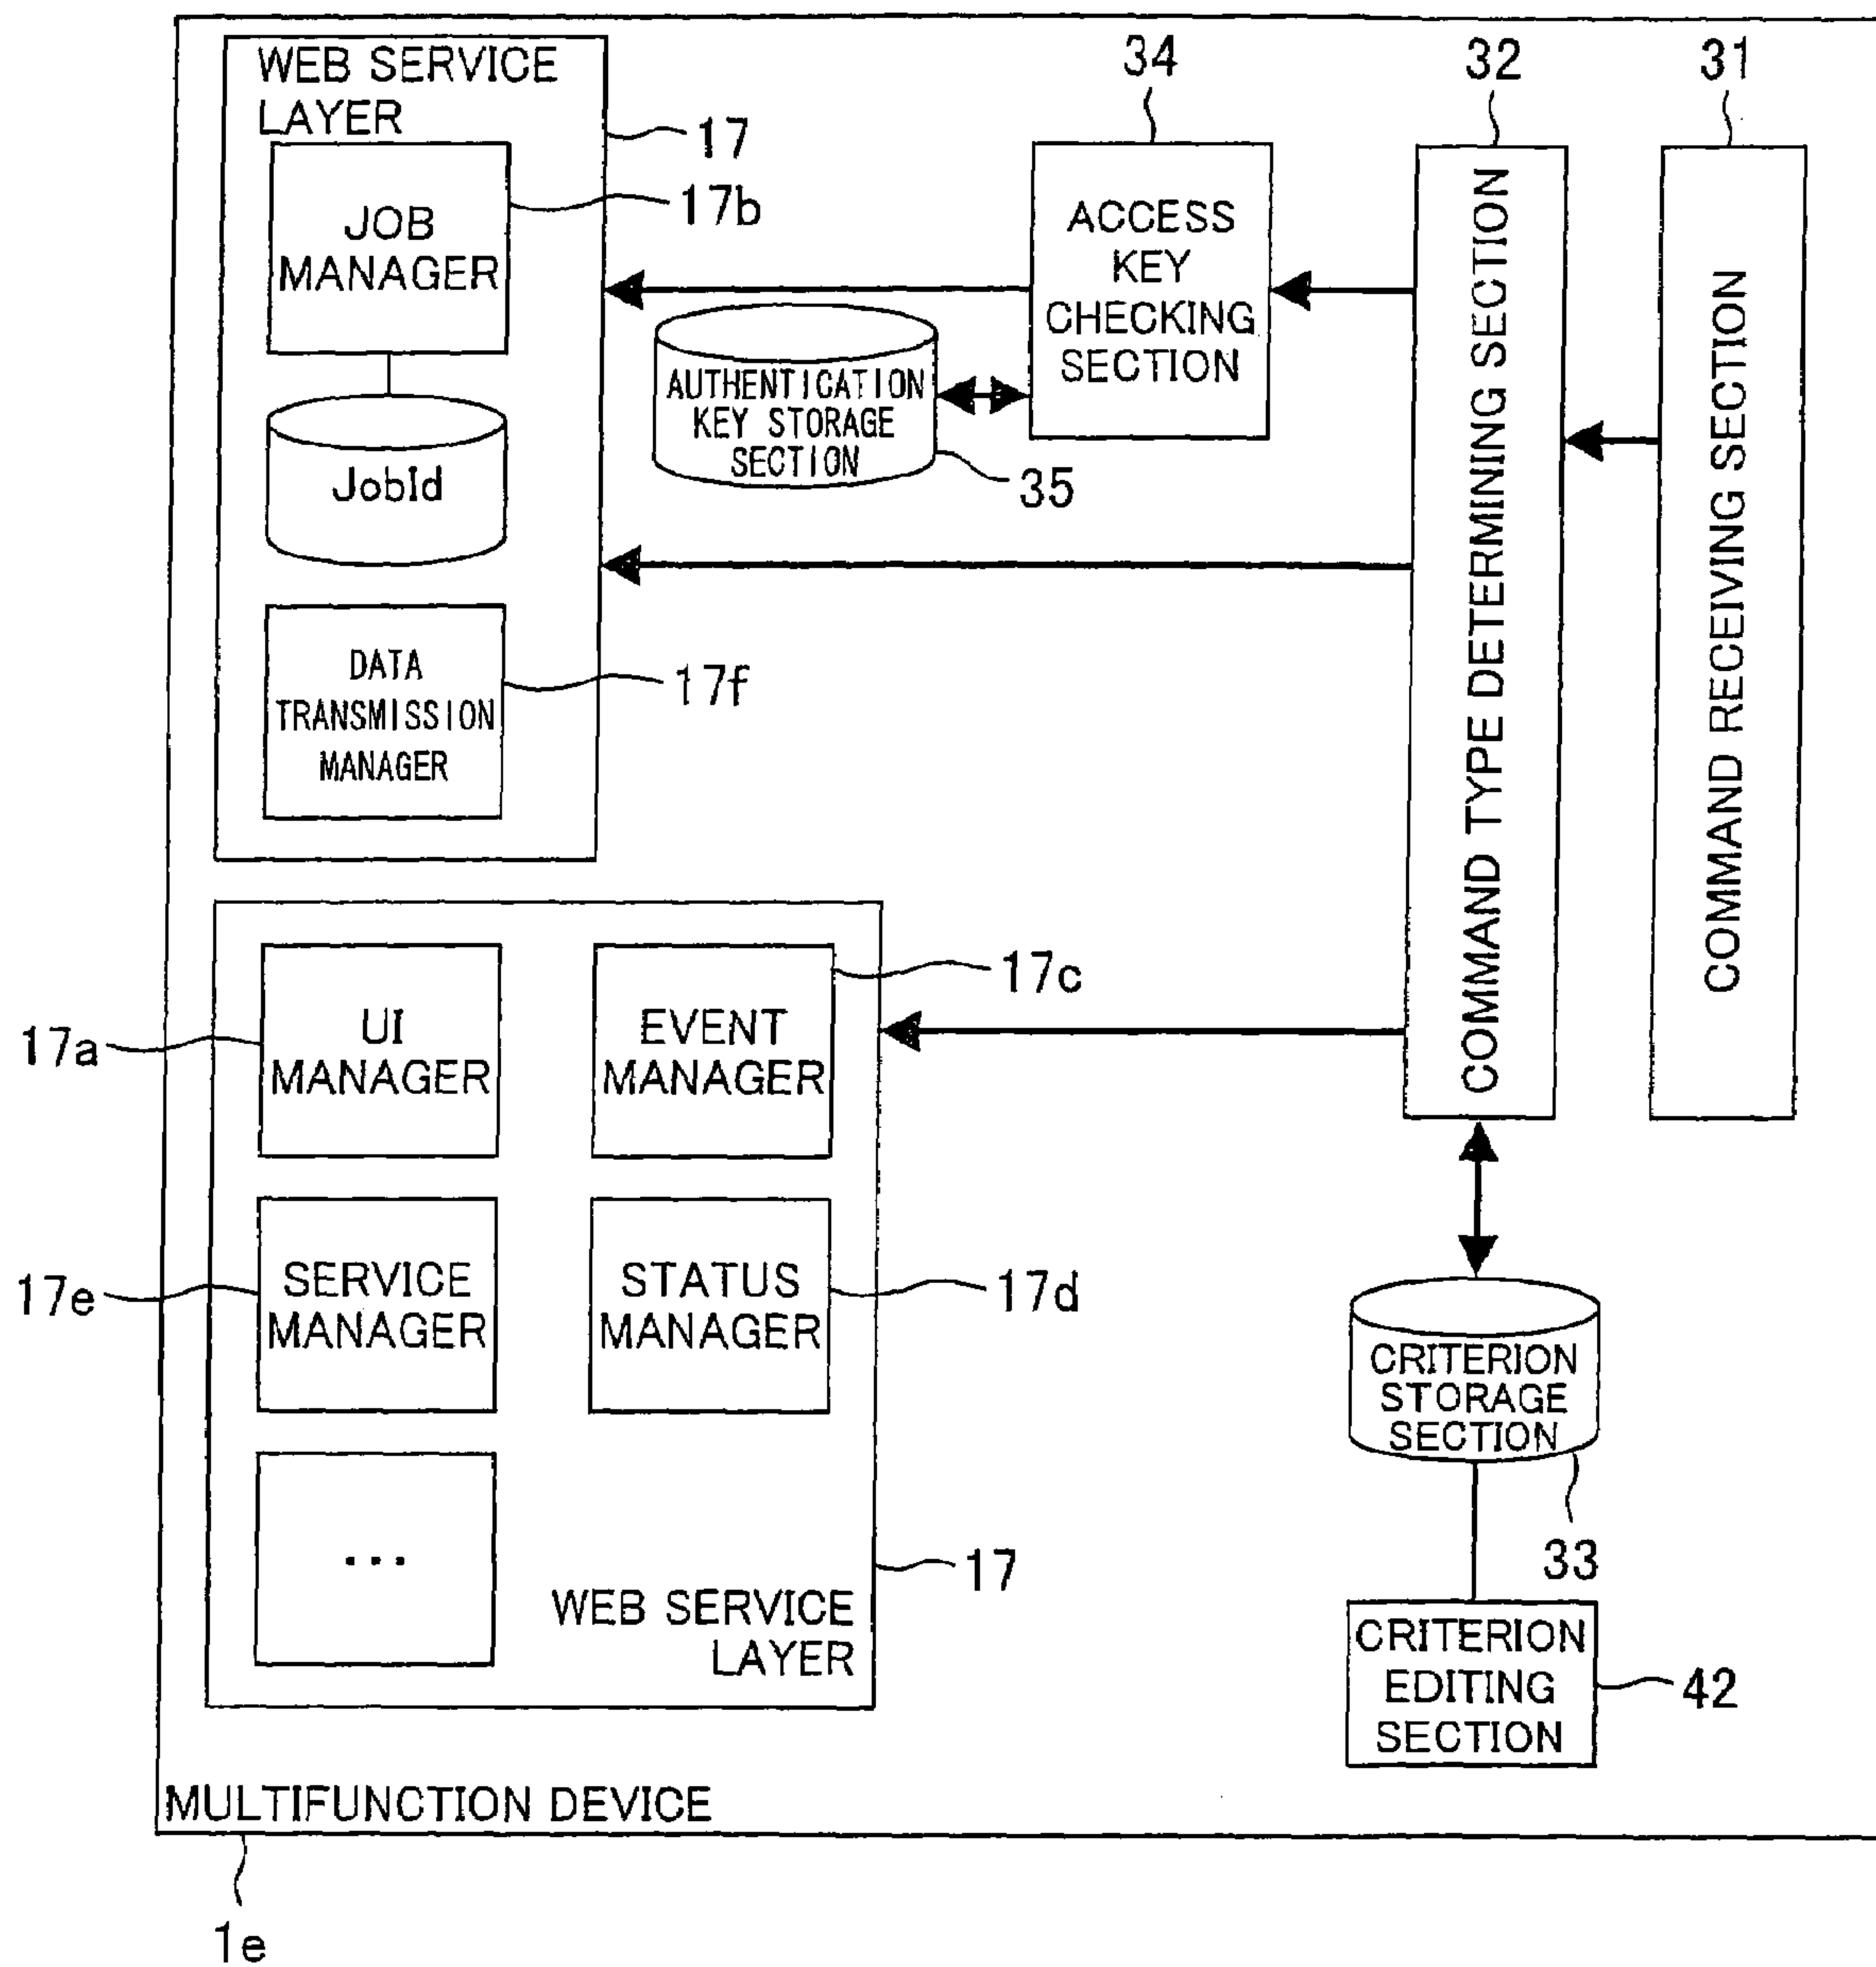 WEB SERVICE
LAYER
17
JOB
MANAGER
17b
JobId
DATA
TRANSMISSION
MANAGER
17f
34
ACCESS
KEY
CHECKING
SECTION
AUTHENTICATION
KEY STORAGE
SECTION
35
32
COMMAND TYPE DETERMINING SECTION
31
COMMAND RECEIVING SECTION
17a
UI
MANAGER
17c
EVENT
MANAGER
17e
SERVICE
MANAGER
17d
STATUS
MANAGER
...
17
WEB SERVICE
LAYER
CRITERION
STORAGE
SECTION
33
CRITERION
EDITING
SECTION
42
MULTIFUNCTION DEVICE
1e